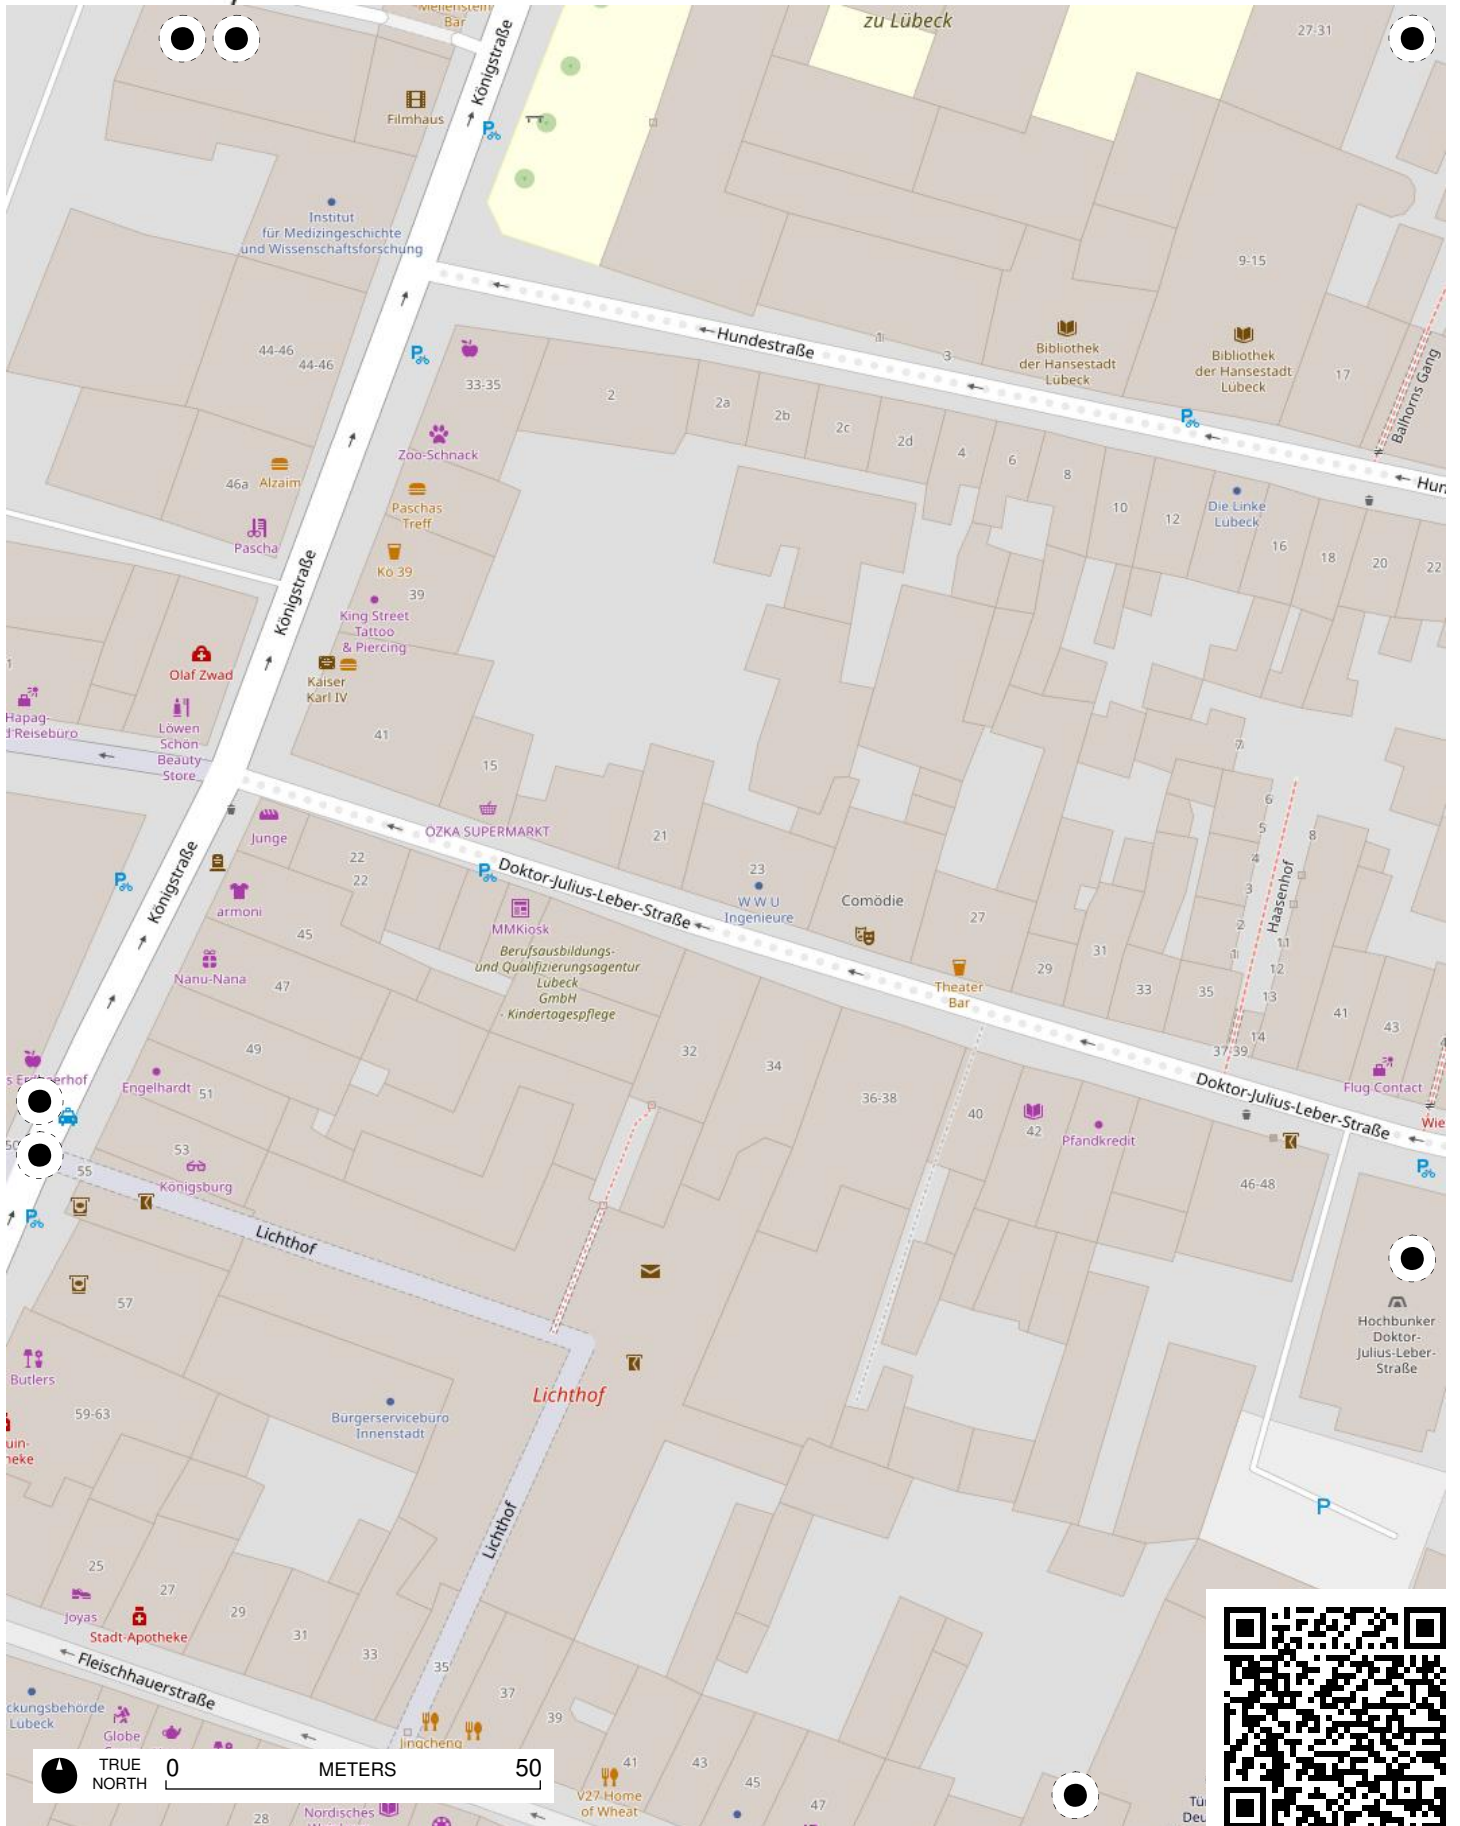 Bar
zu Lübeck
27-31
Königstraße
Filmhaus
Institut
für Medizingeschichte
und Wissenschaftsforschung
9-15
44-46
44-46
Hundestraße
1
3
Bibliothek
der Hansestadt
Lübeck
Bibliothek
der Hansestadt
Lübeck
17
Balhorns Gang
33-35
2
2a
2b
2c
2d
4
6
8
10
12
Die Linke
Lübeck
16
18
20
22
Hun
Zoo-Schnack
46a
Alzaim
Paschas
Treff
Pascha
Ko 39
39
King Street
Tattoo
& Piercing
Königstraße
Olaf Zwad
Kaiser
Karl IV
Hapag-
d Reisebüro
Löwen
Schön
Beauty
Store
41
15
ÖZKA SUPERMARKT
21
23
W W U
Ingenieure
Comödie
27
Theater
Bar
29
31
33
35
37-39
7
6
5
4
3
2
1
8
Haasenhof
11
12
13
14
41
43
Flug Contact
Junge
22
22
armoni
45
Nanu-Nana
47
Königstraße
Doktor-Julius-Leber-Straße
MMKiosk
Berufsausbildungs-
und Qualifizierungsagentur
Lübeck
GmbH
- Kindertagespflege
49
Engelhardt
51
53
Königsburg
55
32
34
36-38
40
42
Pfandkredit
Doktor-Julius-Leber-Straße
Wie
46-48
Lichthof
57
Butlers
59-63
Lichthof
Bürgerservicebüro
Innenstadt
Hochbunker
Doktor-
Julius-Leber-
Straße
P
Lichthof
25
Joyas
27
Stadt-Apotheke
29
31
33
35
37
39
Fleischhauerstraße
ckungsbehörde
Lübeck
Globe
Jingcheng
41
43
45
47
V27 Home
of Wheat
TRUE
NORTH
0
METERS
50
28
Nordisches